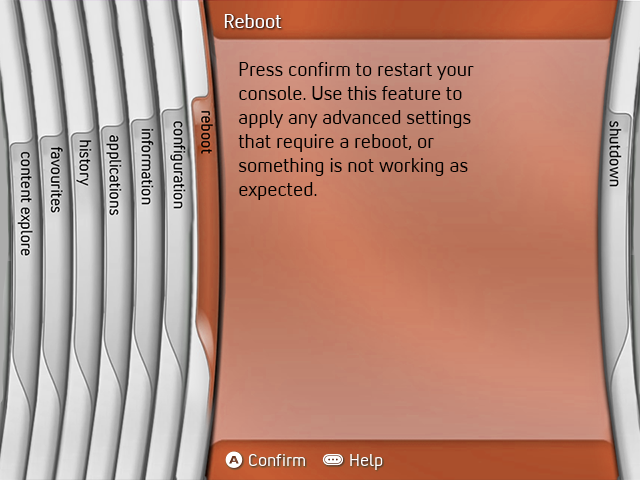 Reboot
Press confirm to restart your
console. Use this feature to
apply any advanced settings
that require a reboot, or
something is not working as
expected.
content explore
favourites
history
applications
information
configuration
reboot
shutdown
A Confirm
Help